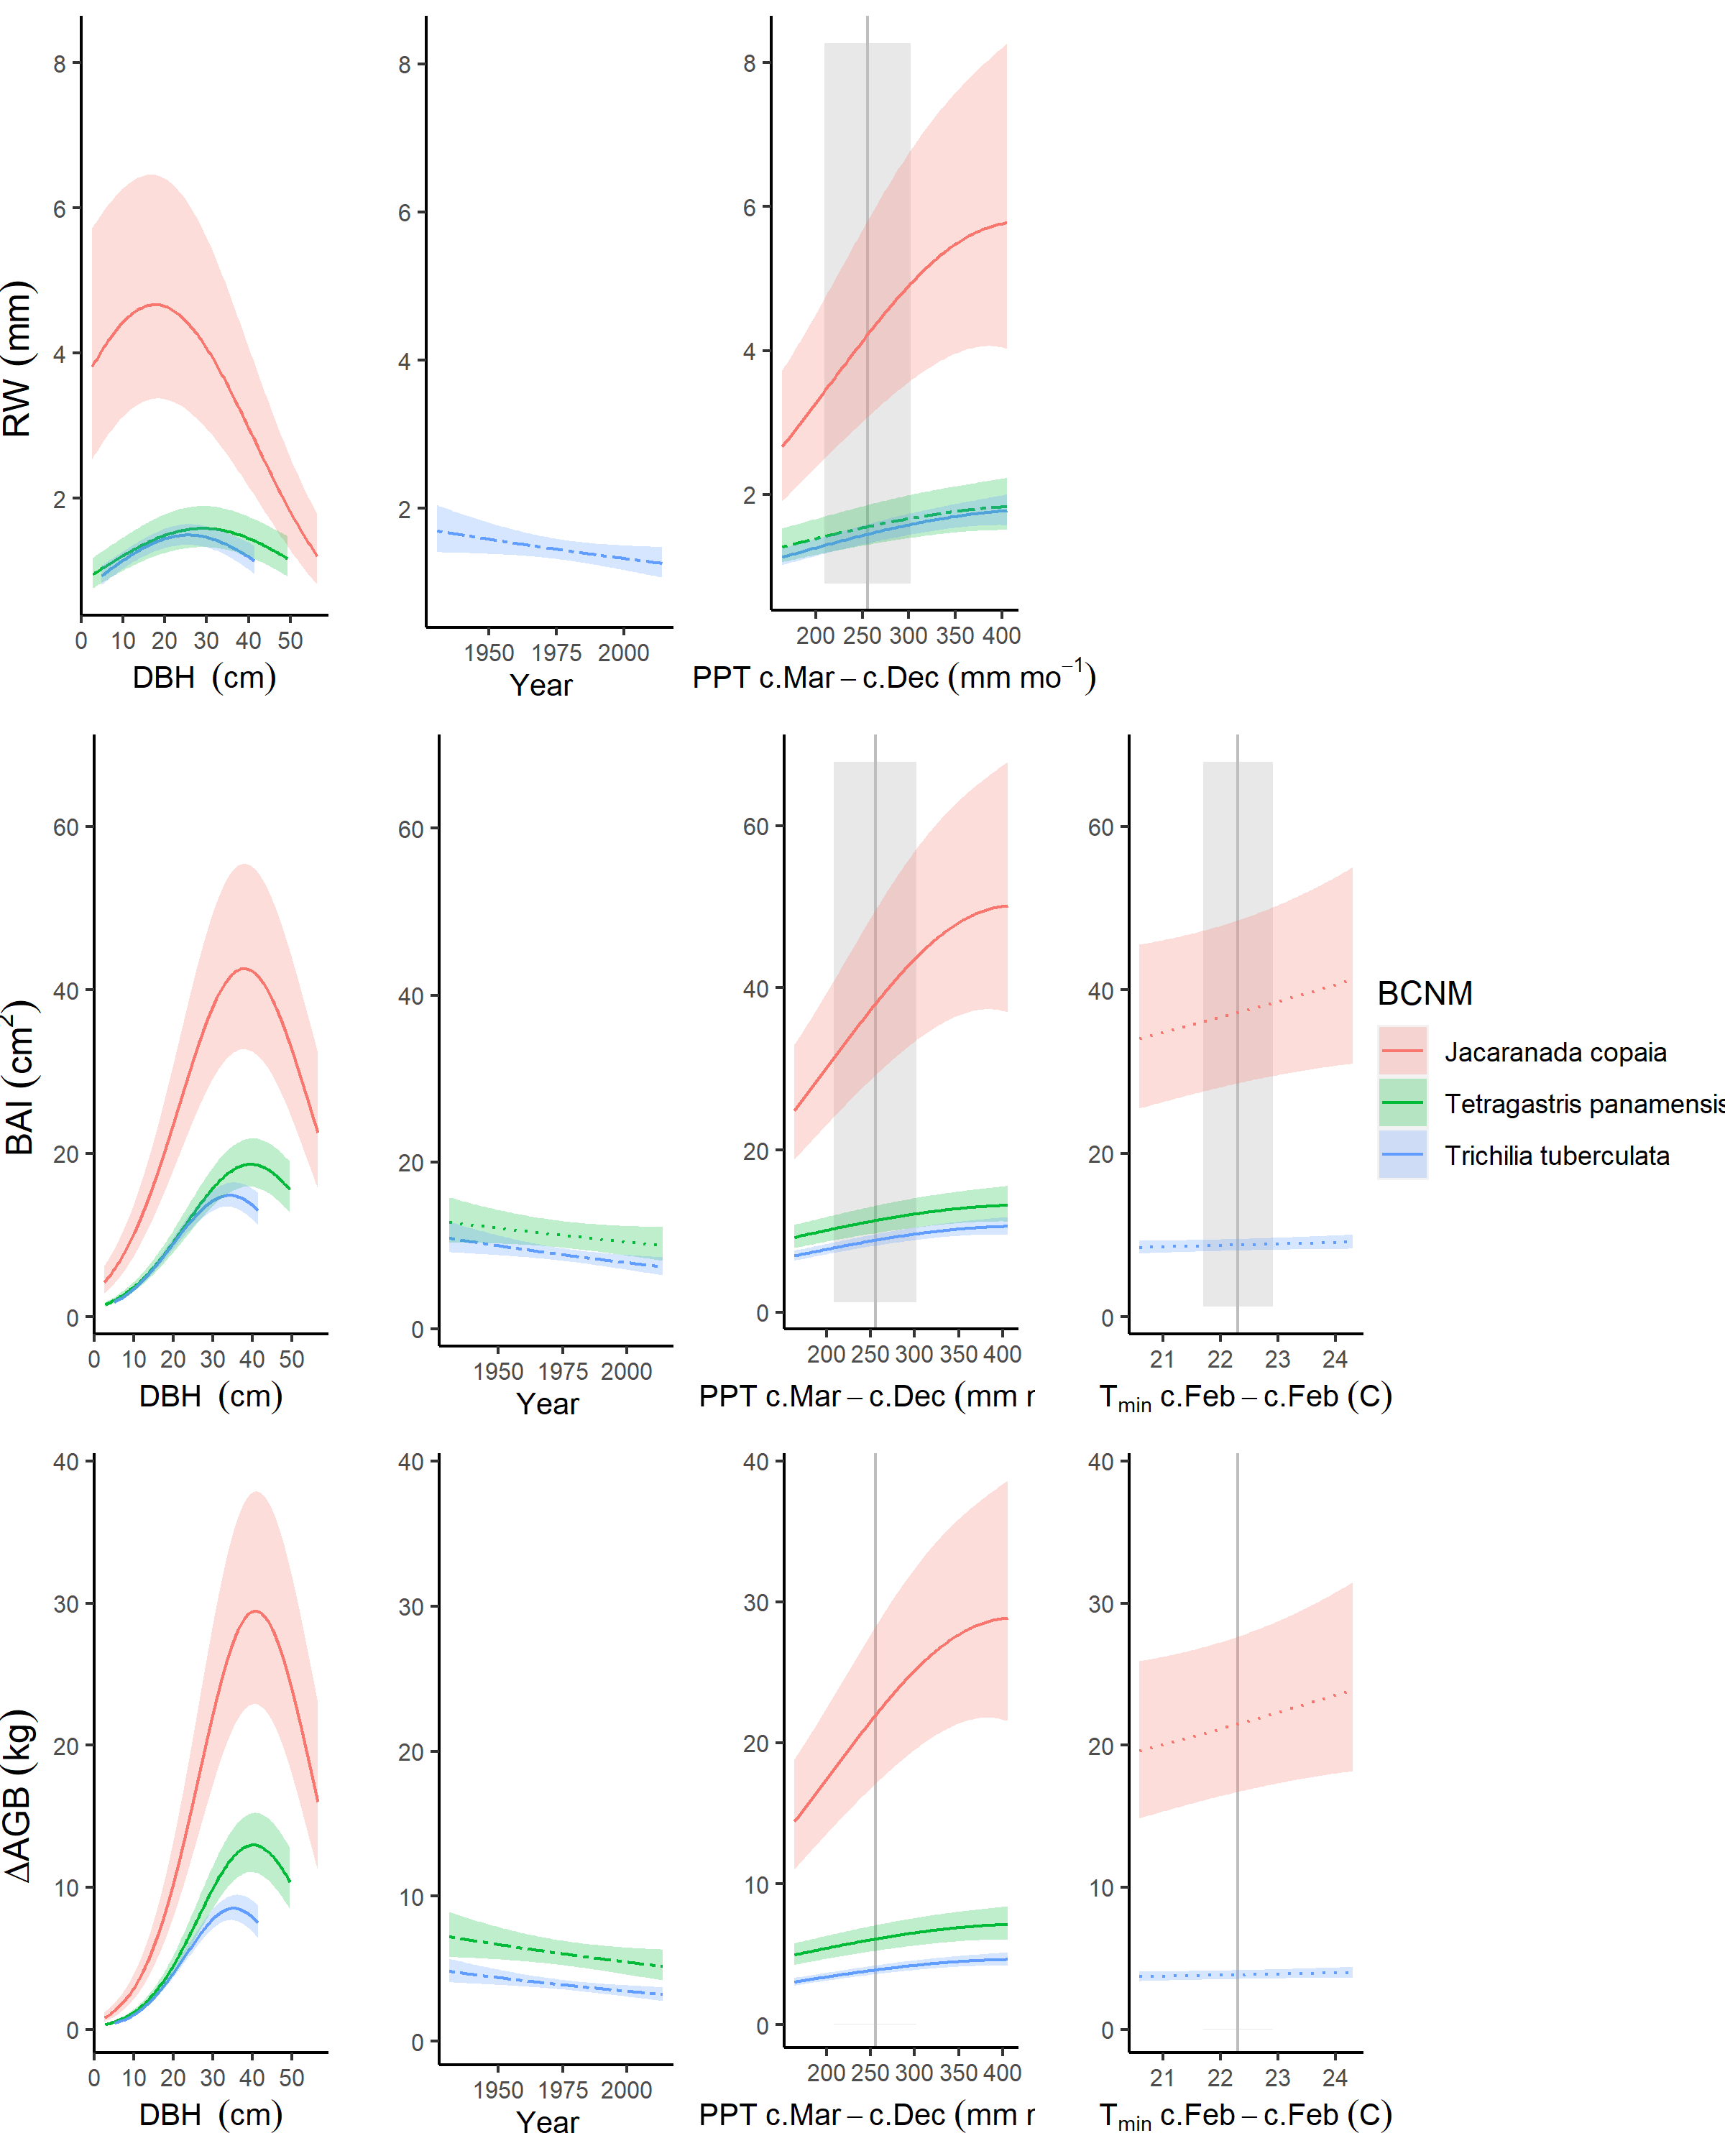 8
6
4
2
RW (mm)
0 10 20 30 40 50
DBH (cm)
8
6
4
2
1950 1975 2000
Year
8
6
4
2
200 250 300 350 400
PPT c.Mar – c.Dec (mm mo⁻¹)
60
40
20
0
BAI (cm²)
0 10 20 30 40 50
DBH (cm)
60
40
20
0
1950 1975 2000
Year
60
40
20
0
200 250 300 350 400
PPT c.Mar – c.Dec (mm r
60
40
20
0
21 22 23 24
Tmin c.Feb – c.Feb (C)
BCNM
Jacaranada copaia
Tetragastris panamensis
Trichilia tuberculata
40
30
20
10
0
ΔAGB (kg)
0 10 20 30 40 50
DBH (cm)
40
30
20
10
0
1950 1975 2000
Year
40
30
20
10
0
200 250 300 350 400
PPT c.Mar – c.Dec (mm r
40
30
20
10
0
21 22 23 24
Tmin c.Feb – c.Feb (C)